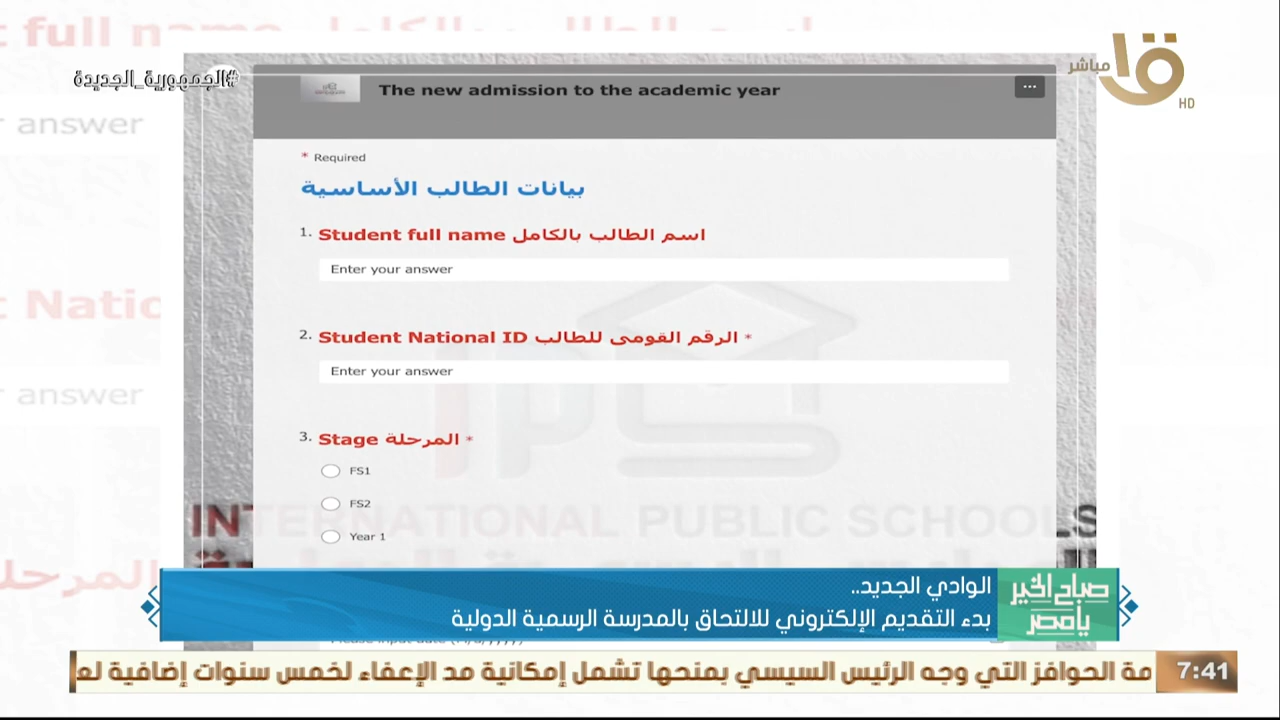 #الجمهورية_الجديدة
مباشر
HD
The new admission to the academic year
* Required
بيانات الطالب الأساسية
1. Student full name اسم الطالب بالكامل
Enter your answer
2. Student National ID الرقم القومى للطالب *
Enter your answer
3. Stage المرحلة *
FS1
FS2
Year 1
INTERNATIONAL PUBLIC SCHOOLS
صباح الخير يا مصر
الوادي الجديد..
بدء التقديم الإلكتروني للالتحاق بالمدرسة الرسمية الدولية
7:41
مة الحوافز التي وجه الرئيس السيسي بمنحها تشمل إمكانية مد الإعفاء لخمس سنوات إضافية لم